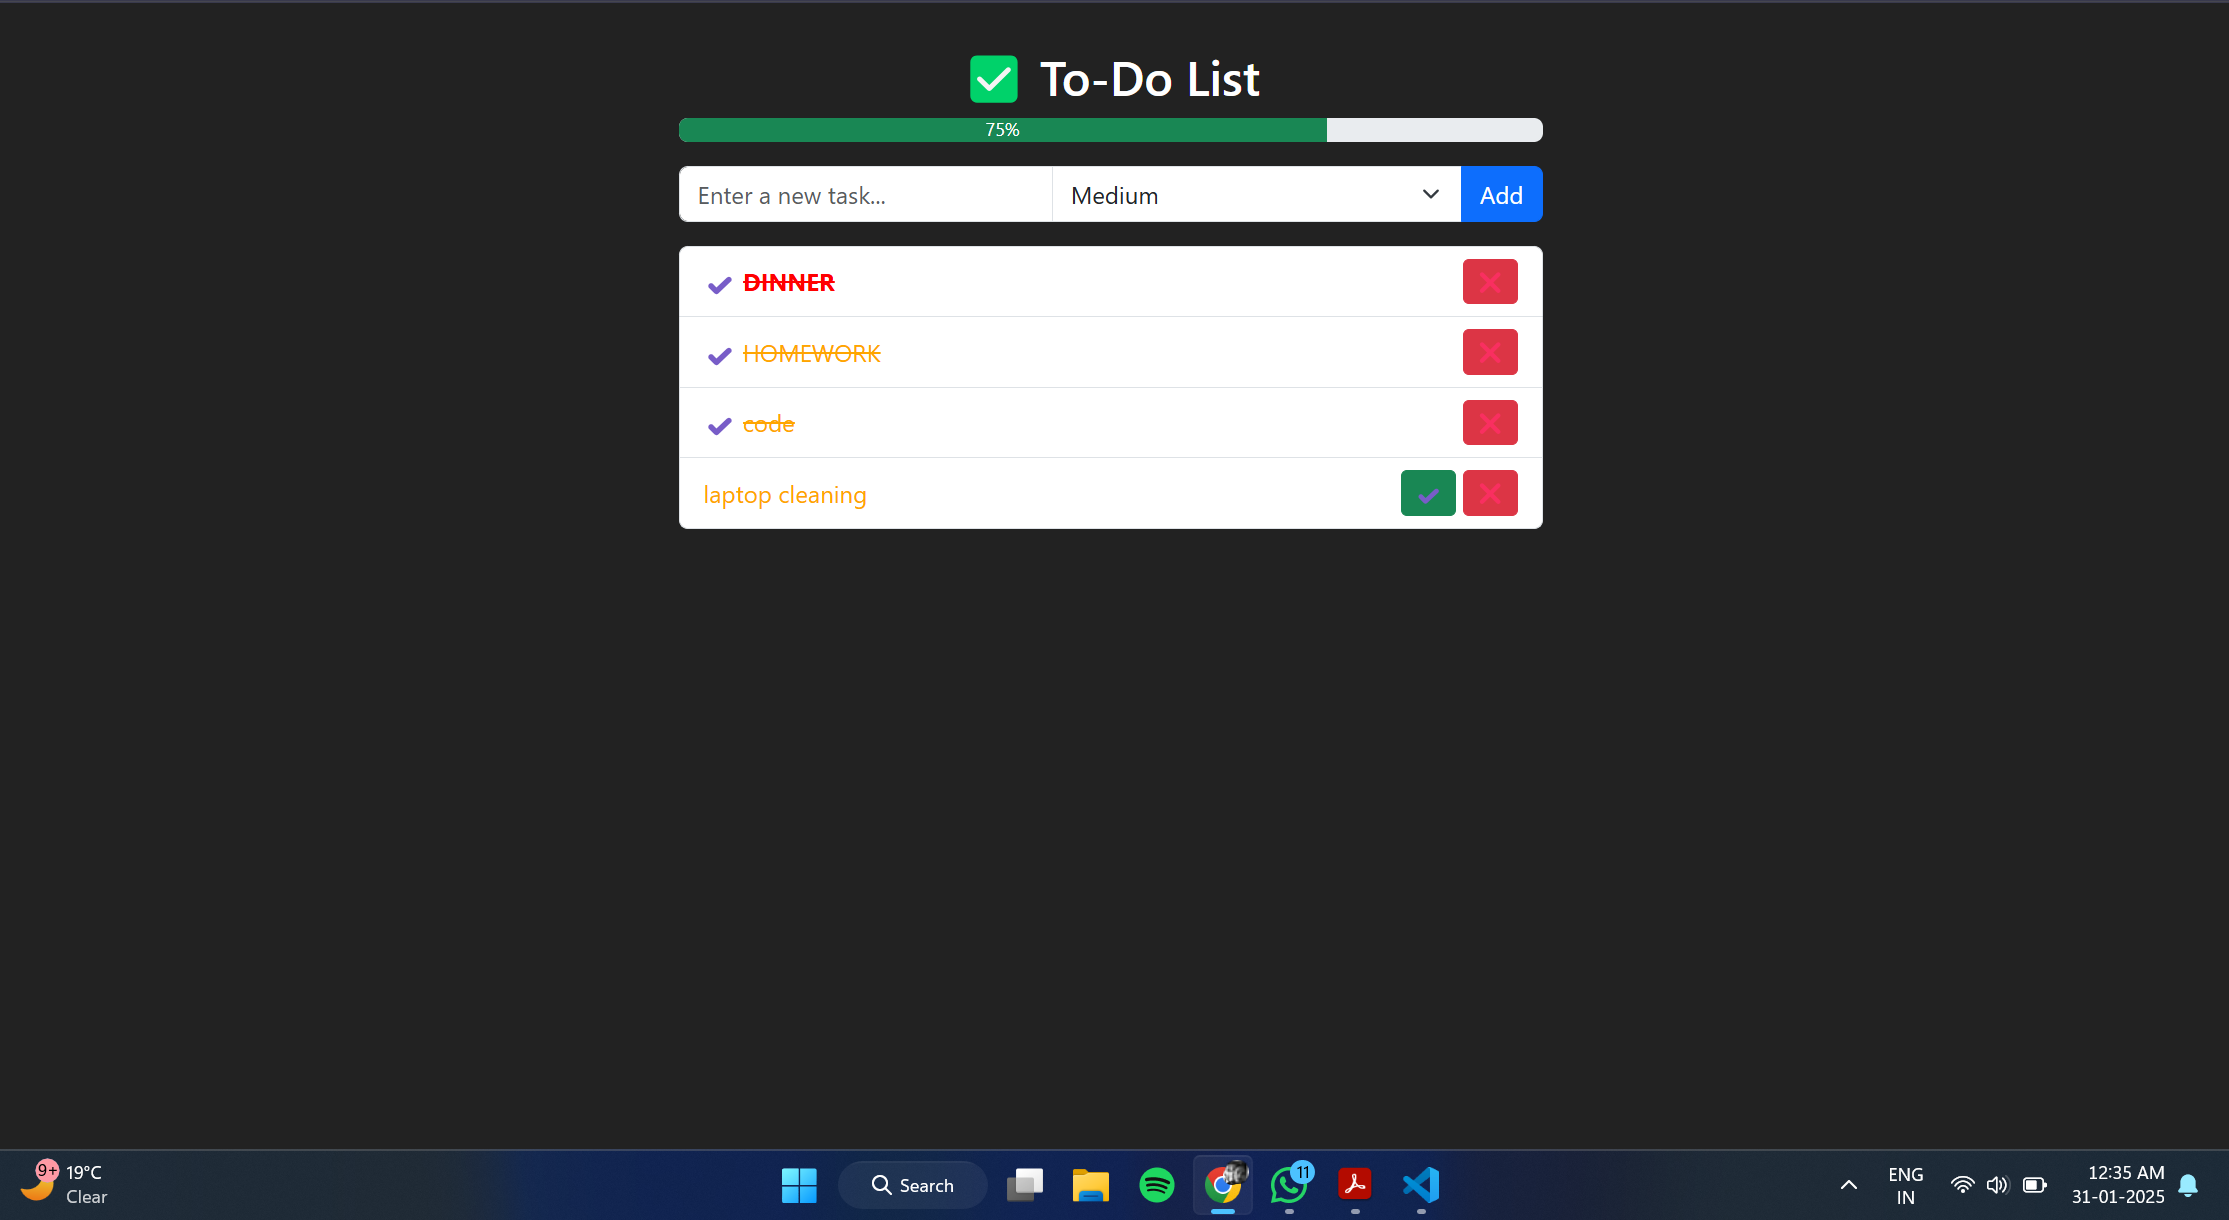 ✅ To-Do List
75%
Enter a new task...
Medium
Add
✔ DINNER
✔ HOMEWORK
✔ code
laptop cleaning
9+
19°C
Clear
Search
11
ENG
IN
12:35 AM
31-01-2025